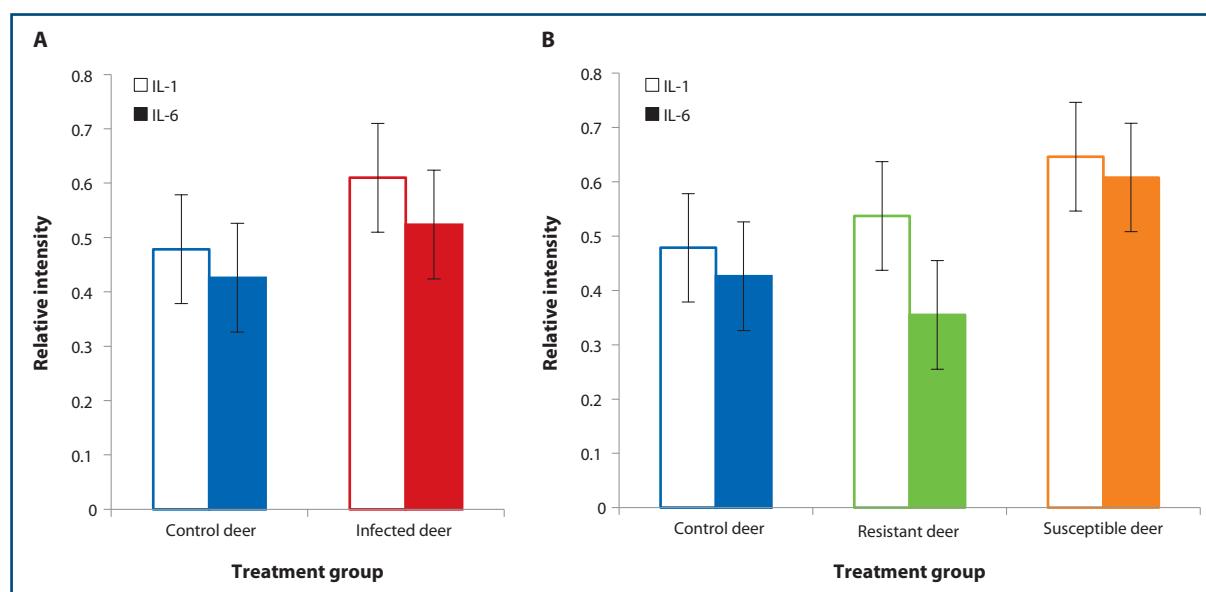 A
0.8
0.7
0.6
0.5
0.4
0.3
0.2
0.1
0
Relative intensity
IL-1
IL-6
Control deer
Infected deer
Treatment group
B
0.8
0.7
0.6
0.5
0.4
0.3
0.2
0.1
0
Relative intensity
IL-1
IL-6
Control deer
Resistant deer
Susceptible deer
Treatment group